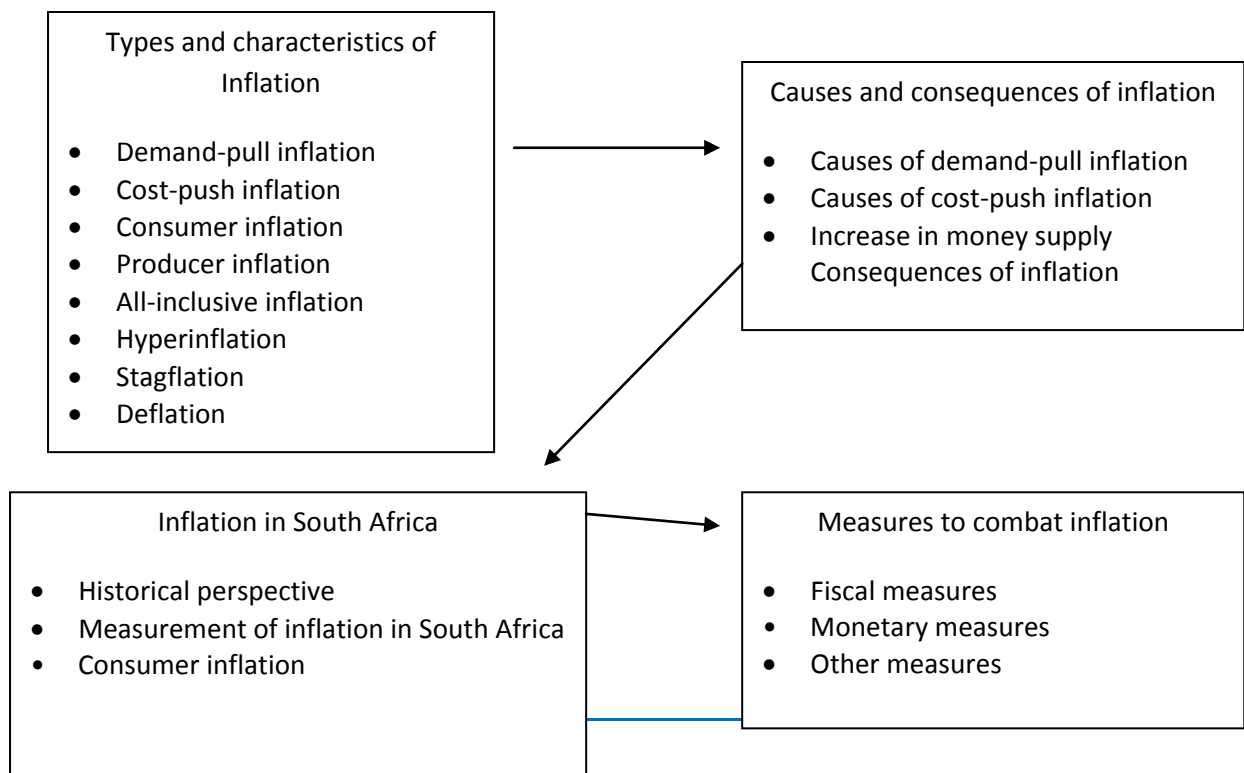 Types and characteristics of
Inflation
• Demand-pull inflation
• Cost-push inflation
• Consumer inflation
• Producer inflation
• All-inclusive inflation
• Hyperinflation
• Stagflation
• Deflation
Causes and consequences of inflation
• Causes of demand-pull inflation
• Causes of cost-push inflation
• Increase in money supply
Consequences of inflation
Inflation in South Africa
• Historical perspective
• Measurement of inflation in South Africa
• Consumer inflation
Measures to combat inflation
• Fiscal measures
• Monetary measures
• Other measures